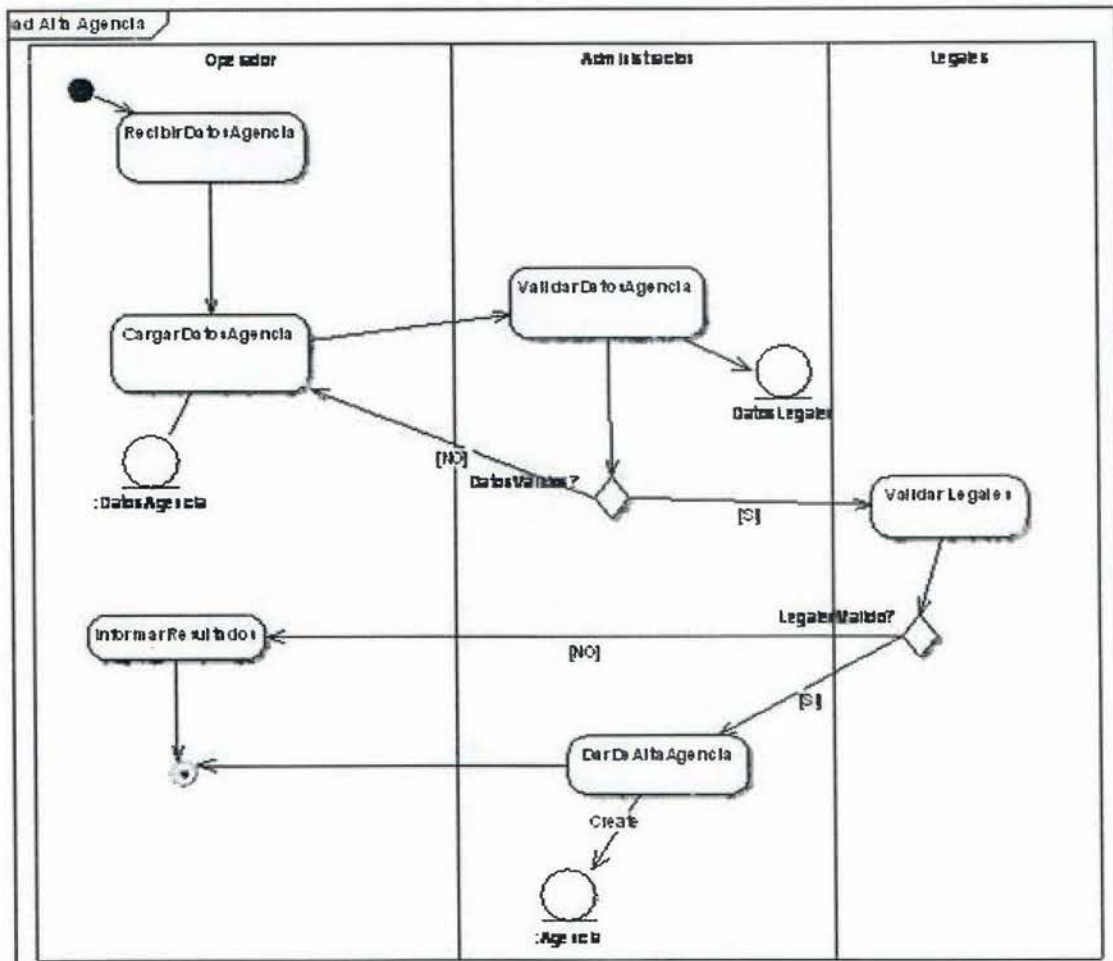 ad Alta Agencia
Operador
Administracion
Legales
RecibirDatosAgencia
ValidarDatosAgencia
CargarDatosAgencia
DatosLegales
[NO]
DatosValidos?
:DatosAgencia
[SI]
ValidarLegales
LegalesValido?
InformarResultados
[NO]
[SI]
DarDeAltaAgencia
Create
:Agencia